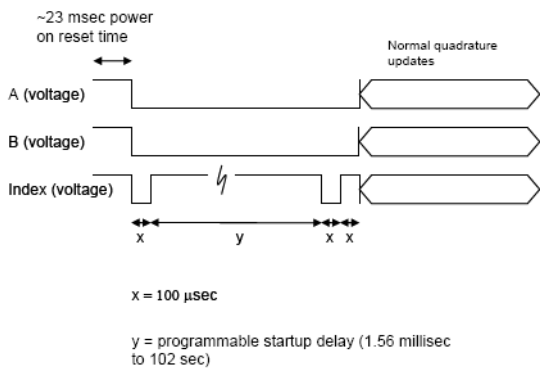 ~23 msec power
on reset time
Normal quadrature
updates
A (voltage)
B (voltage)
Index (voltage)
x
y
x
x
x = 100 μsec
y = programmable startup delay (1.56 millisec
to 102 sec)